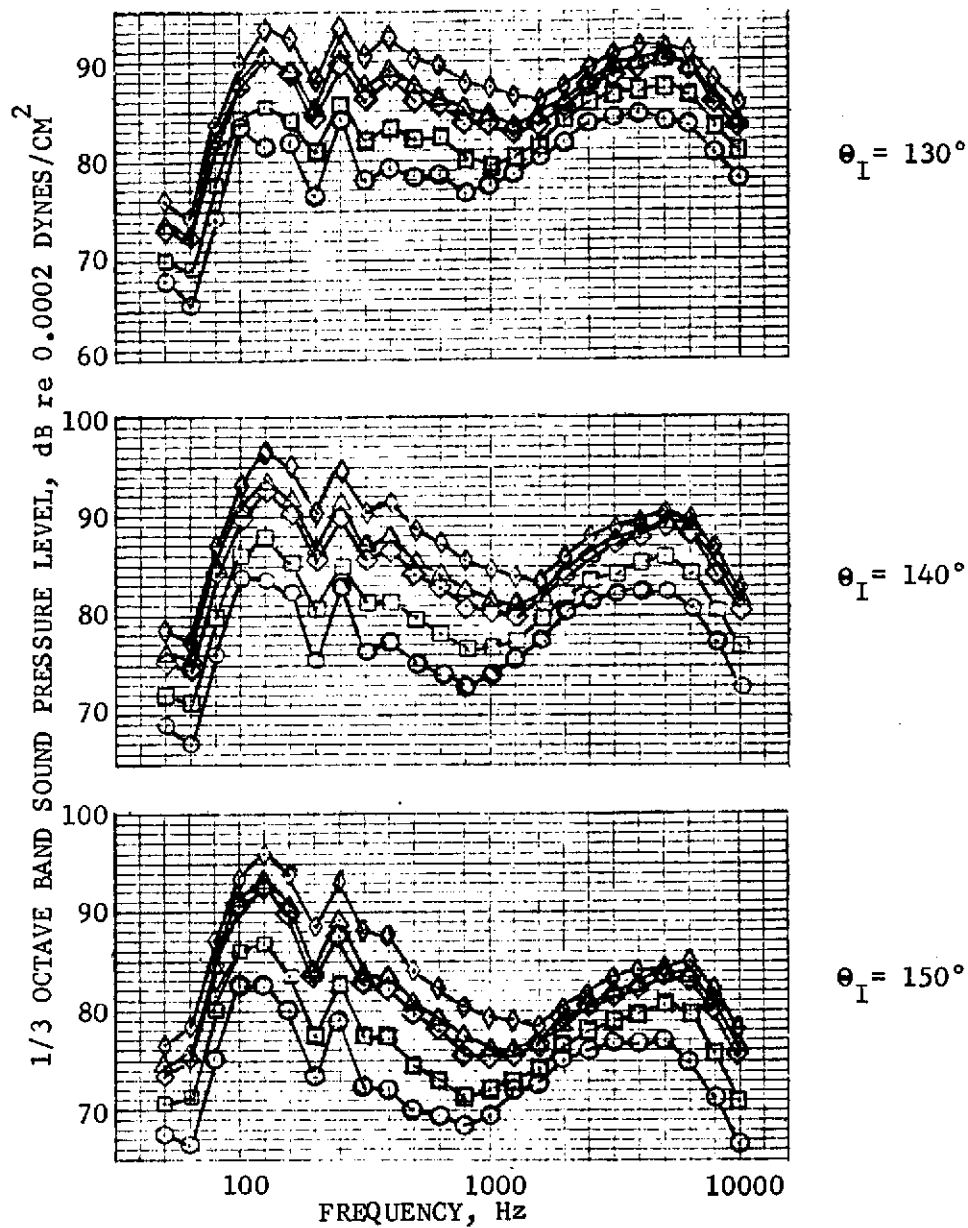 1/3 OCTAVE BAND SOUND PRESSURE LEVEL, dB re 0.0002 DYNES/CM²
90
80
70
60
θI = 130°
100
90
80
70
θI = 140°
100
90
80
70
θI = 150°
100 1000 10000
FREQUENCY, Hz